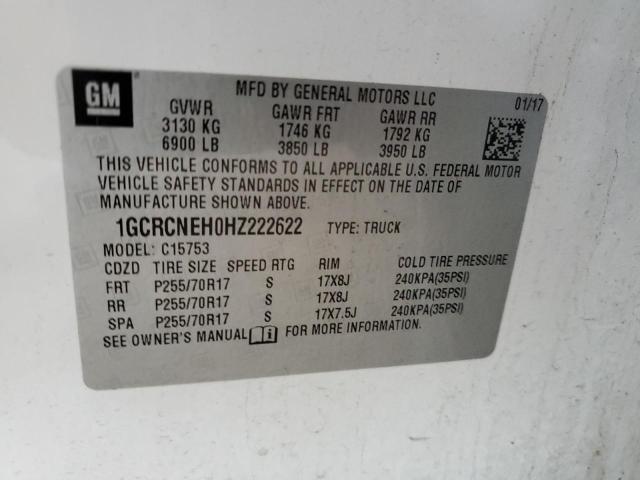 GM
MFD BY GENERAL MOTORS LLC
01/17
GVWR GAWR FRT GAWR RR
3130 KG 1746 KG 1792 KG
6900 LB 3850 LB 3950 LB
THIS VEHICLE CONFORMS TO ALL APPLICABLE U.S. FEDERAL MOTOR
VEHICLE SAFETY STANDARDS IN EFFECT ON THE DATE OF
MANUFACTURE SHOWN ABOVE.
1GCRCNEH0HZ222622 TYPE: TRUCK
MODEL: C15753
CDZD TIRE SIZE SPEED RTG RIM COLD TIRE PRESSURE
FRT P255/70R17 S 17X8J 240KPA(35PSI)
RR P255/70R17 S 17X8J 240KPA(35PSI)
SPA P255/70R17 S 17X7.5J 240KPA(35PSI)
SEE OWNER'S MANUAL FOR MORE INFORMATION.